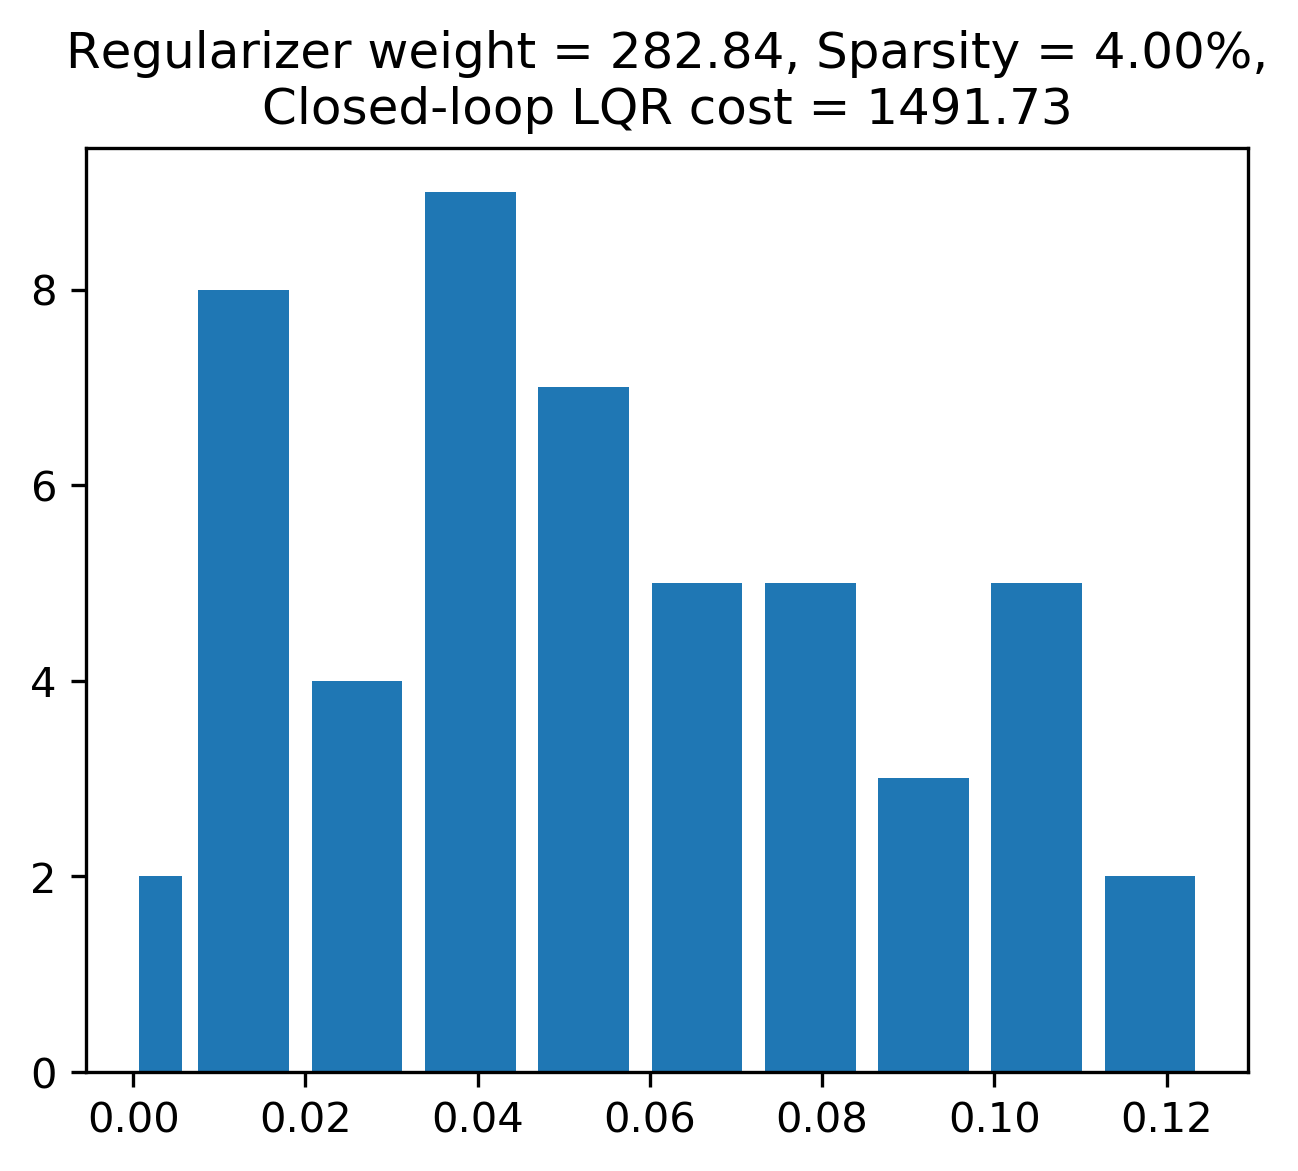 Regularizer weight = 282.84, Sparsity = 4.00%,
Closed-loop LQR cost = 1491.73
8
6
4
2
0
0.00 0.02 0.04 0.06 0.08 0.10 0.12